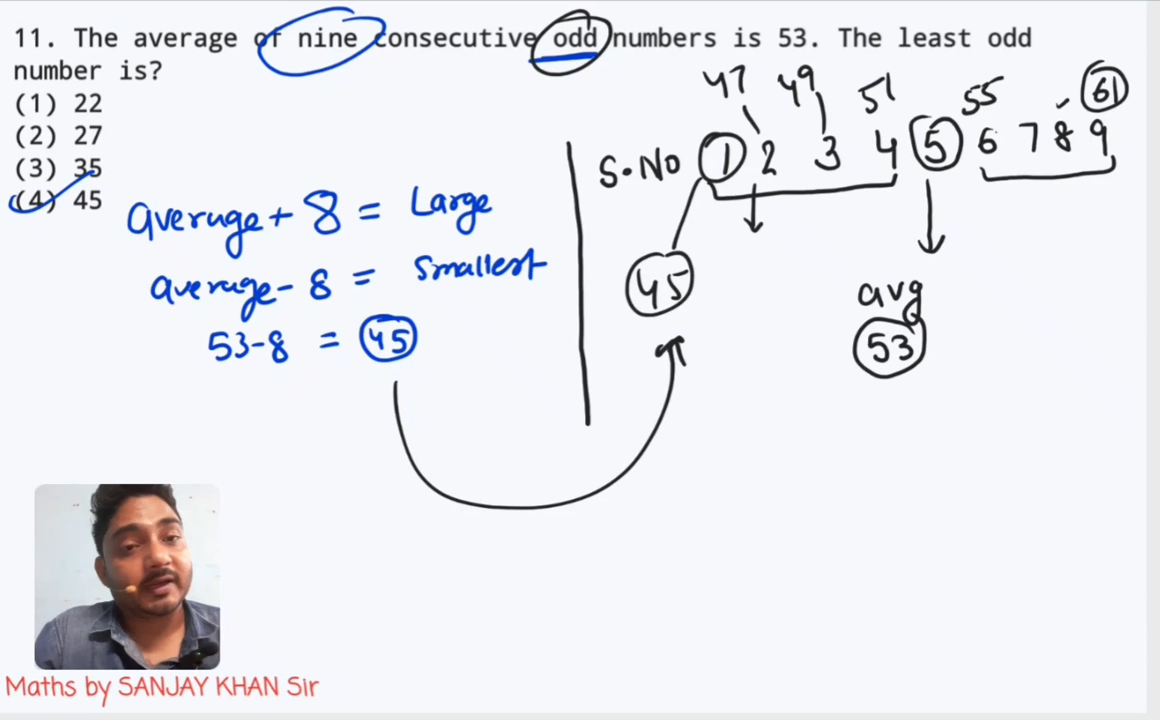 11. The average of nine consecutive odd numbers is 53. The least odd
number is?
(1) 22
(2) 27
(3) 35
(4) 45
average + 8 = Large
average - 8 = Smallest
53-8 = 45
47 49 51 55 61
S.No 1 2 3 4 5 6 7 8 9
45
avg
53
Maths by SANJAY KHAN Sir